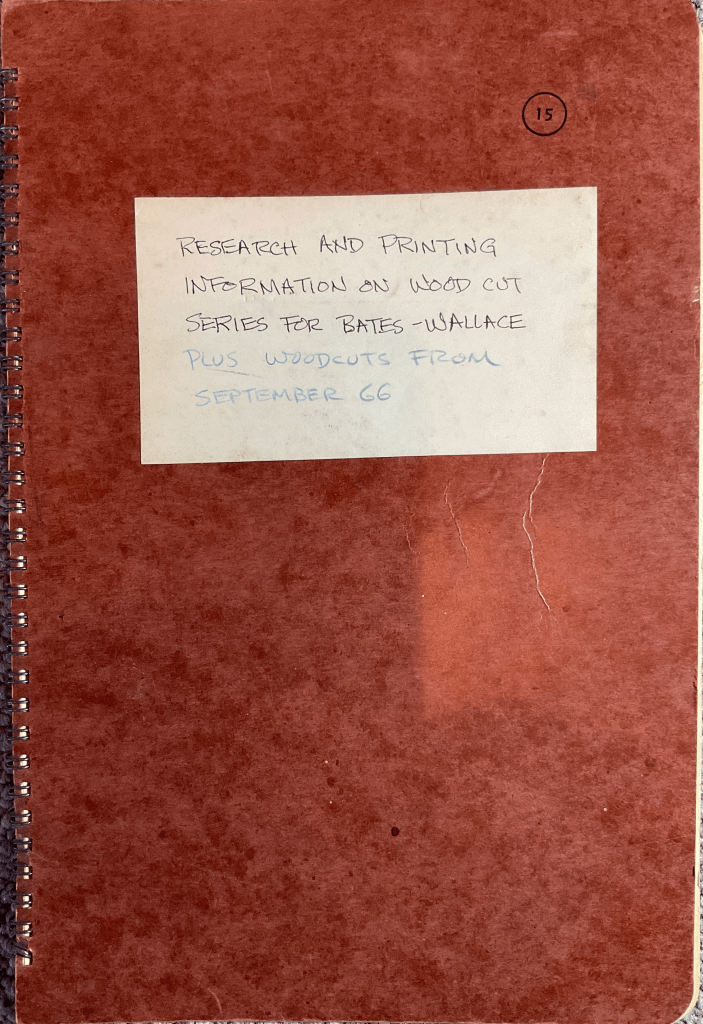 15
RESEARCH AND PRINTING
INFORMATION ON WOOD CUT
SERIES FOR BATES-WALLACE
PLUS WOODCUTS FROM
SEPTEMBER 66